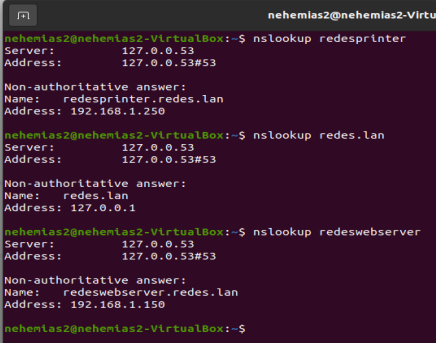 nehemias2@nehemias2-Virtu
nehemias2@nehemias2-VirtualBox:~$ nslookup redesprinter
Server: 127.0.0.53
Address: 127.0.0.53#53
Non-authoritative answer:
Name: redesprinter.redes.lan
Address: 192.168.1.250
nehemias2@nehemias2-VirtualBox:~$ nslookup redes.lan
Server: 127.0.0.53
Address: 127.0.0.53#53
Non-authoritative answer:
Name: redes.lan
Address: 127.0.0.1
nehemias2@nehemias2-VirtualBox:~$ nslookup redeswebserver
Server: 127.0.0.53
Address: 127.0.0.53#53
Non-authoritative answer:
Name: redeswebserver.redes.lan
Address: 192.168.1.150
nehemias2@nehemias2-VirtualBox:~$